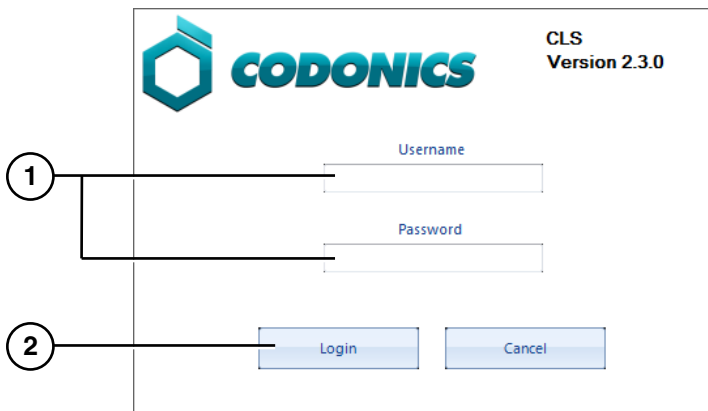 CODONICS
CLS
Version 2.3.0
Username
1
Password
2
Login
Cancel